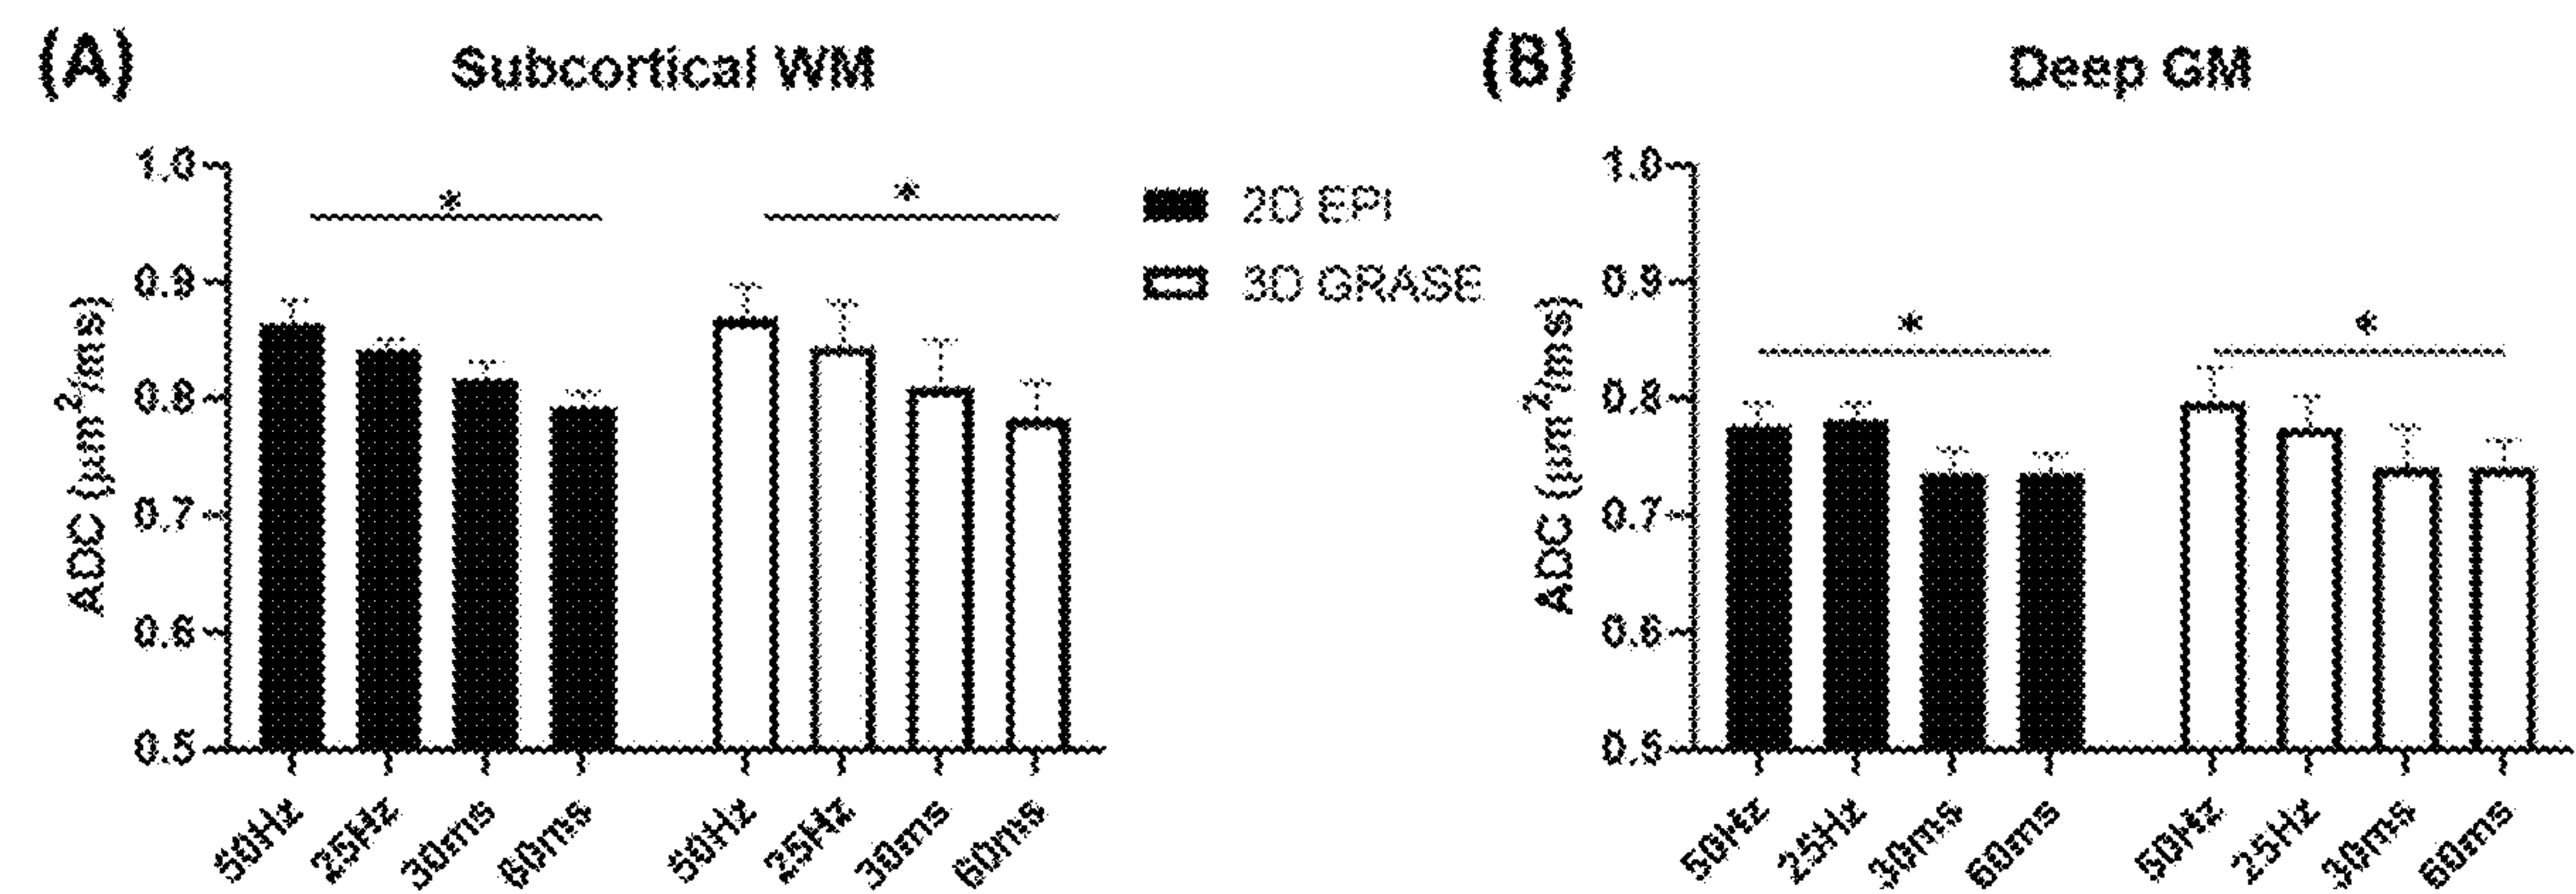 (A) Subcortical WM
1.0
0.9
0.8
0.7
0.6
0.5
ADC (μm²/ms)
*
*
2D EPI
3D GRASE
50Hz
25Hz
30ms
60ms
50Hz
25Hz
30ms
60ms
(B) Deep GM
1.0
0.9
0.8
0.7
0.6
0.5
ADC (μm²/ms)
*
*
50Hz
25Hz
30ms
60ms
50Hz
25Hz
30ms
60ms